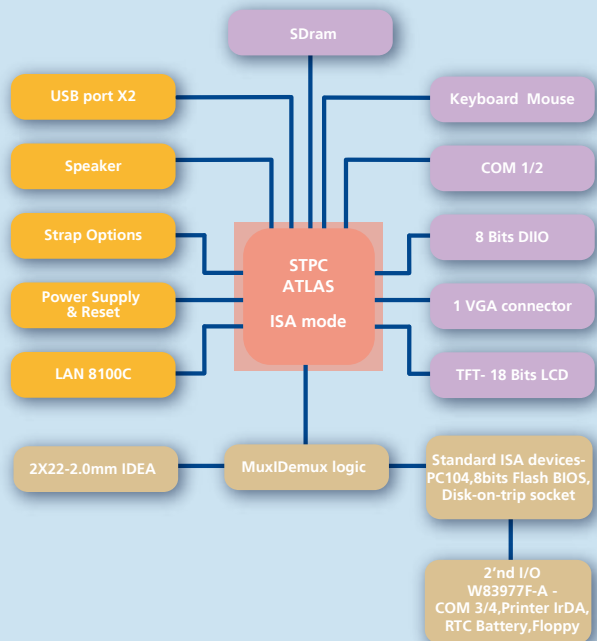 SDram
USB port X2
Keyboard Mouse
Speaker
COM 1/2
Strap Options
8 Bits DIIO
STPC
ATLAS
ISA mode
Power Supply
& Reset
1 VGA connector
LAN 8100C
TFT- 18 Bits LCD
2X22-2.0mm IDEA
MuxIDemux logic
Standard ISA devices-
PC104,8bits Flash BIOS,
Disk-on-trip socket
2'nd I/O
W83977F-A -
COM 3/4,Printer IrDA,
RTC Battery,Floppy